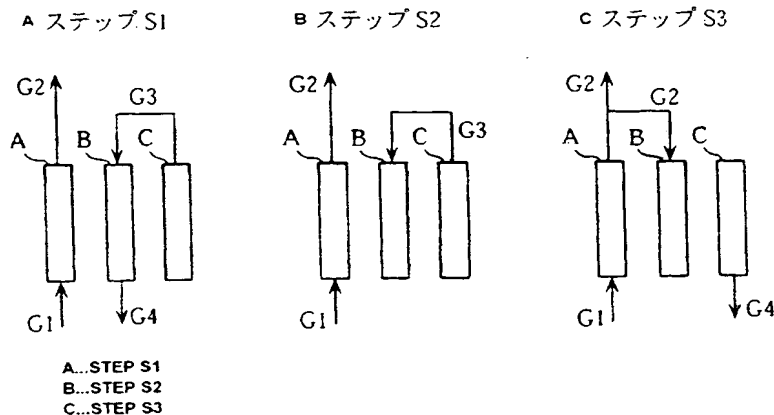 A ステップ S1
B ステップ S2
C ステップ S3
G2
G3
A
B
C
G1
G4
G2
G3
A
B
C
G1
G2
G2
A
B
C
G1
G4
A...STEP S1
B...STEP S2
C...STEP S3